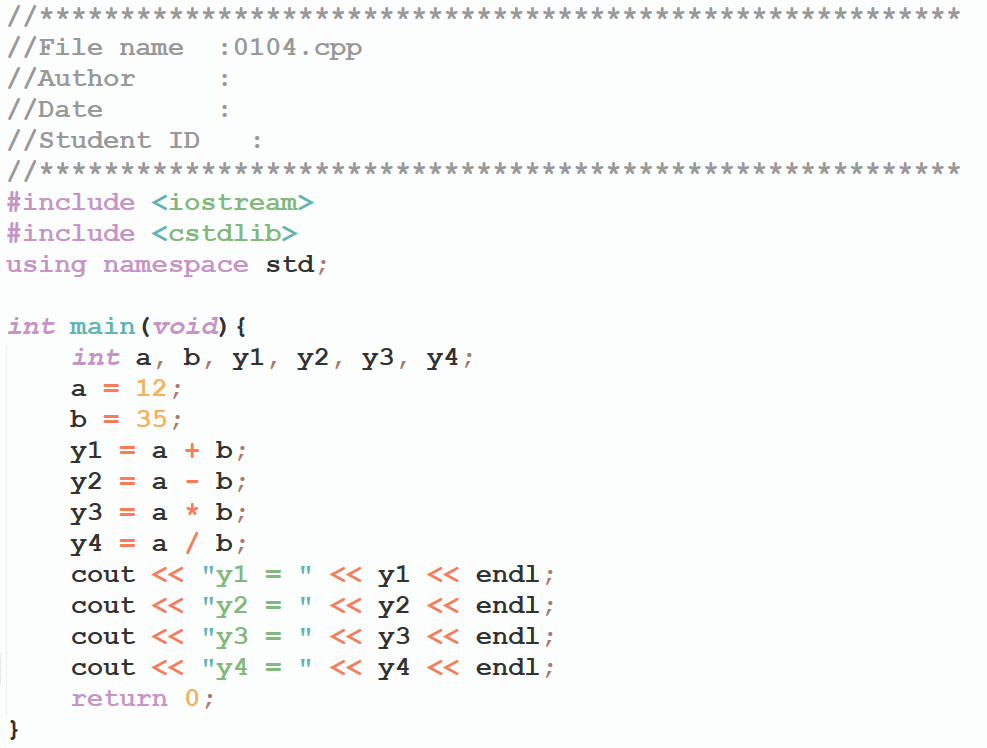 //*********************************************************
//File name  :0104.cpp
//Author     :
//Date       :
//Student ID   :
//*********************************************************
#include <iostream>
#include <cstdlib>
using namespace std;

int main(void){
    int a, b, y1, y2, y3, y4;
    a = 12;
    b = 35;
    y1 = a + b;
    y2 = a - b;
    y3 = a * b;
    y4 = a / b;
    cout << "y1 = " << y1 << endl;
    cout << "y2 = " << y2 << endl;
    cout << "y3 = " << y3 << endl;
    cout << "y4 = " << y4 << endl;
    return 0;
}